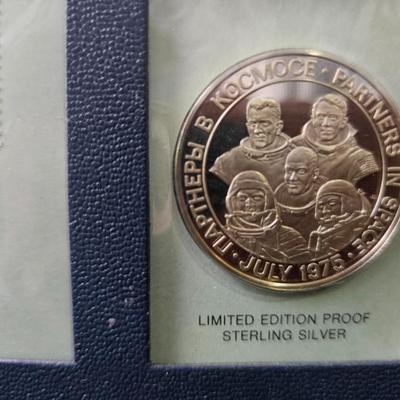 ПАРТНЕРЫ В КОСМОСЕ · PARTNERS IN SPACE ·
· JULY 1975 ·
LIMITED EDITION PROOF
STERLING SILVER